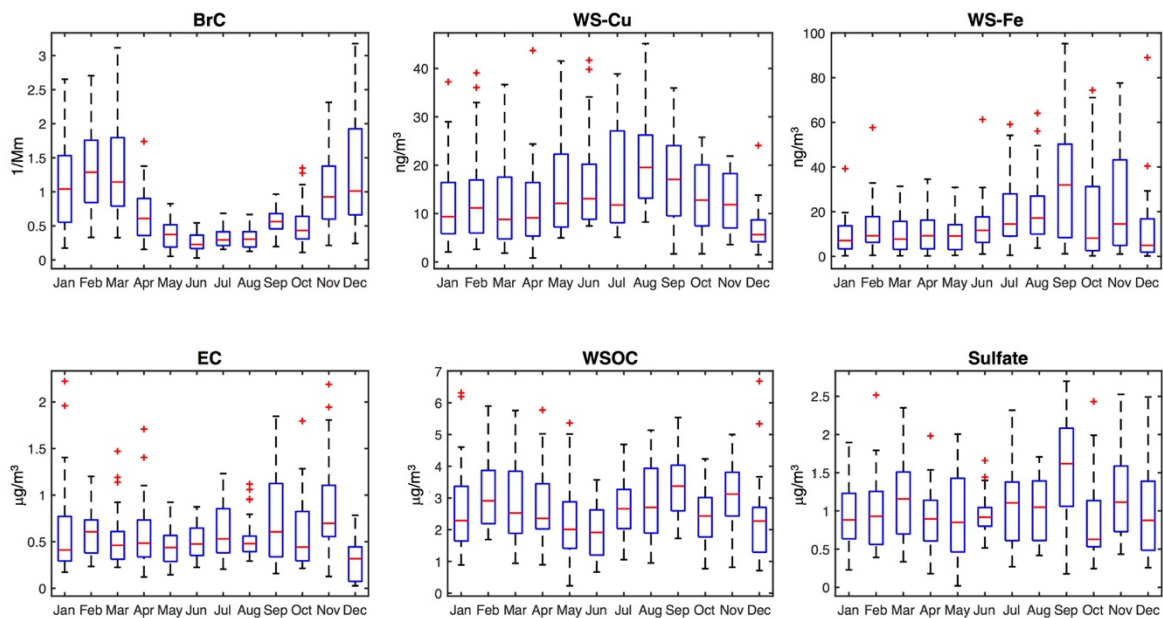 BrC
1/Mm
3
2.5
2
1.5
1
0.5
0
Jan Feb Mar Apr May Jun Jul Aug Sep Oct Nov Dec
WS-Cu
ng/m³
40
30
20
10
0
Jan Feb Mar Apr May Jun Jul Aug Sep Oct Nov Dec
WS-Fe
ng/m³
100
80
60
40
20
0
Jan Feb Mar Apr May Jun Jul Aug Sep Oct Nov Dec
EC
μg/m³
2
1.5
1
0.5
0
Jan Feb Mar Apr May Jun Jul Aug Sep Oct Nov Dec
WSOC
μg/m³
7
6
5
4
3
2
1
0
Jan Feb Mar Apr May Jun Jul Aug Sep Oct Nov Dec
Sulfate
μg/m³
2.5
2
1.5
1
0.5
0
Jan Feb Mar Apr May Jun Jul Aug Sep Oct Nov Dec